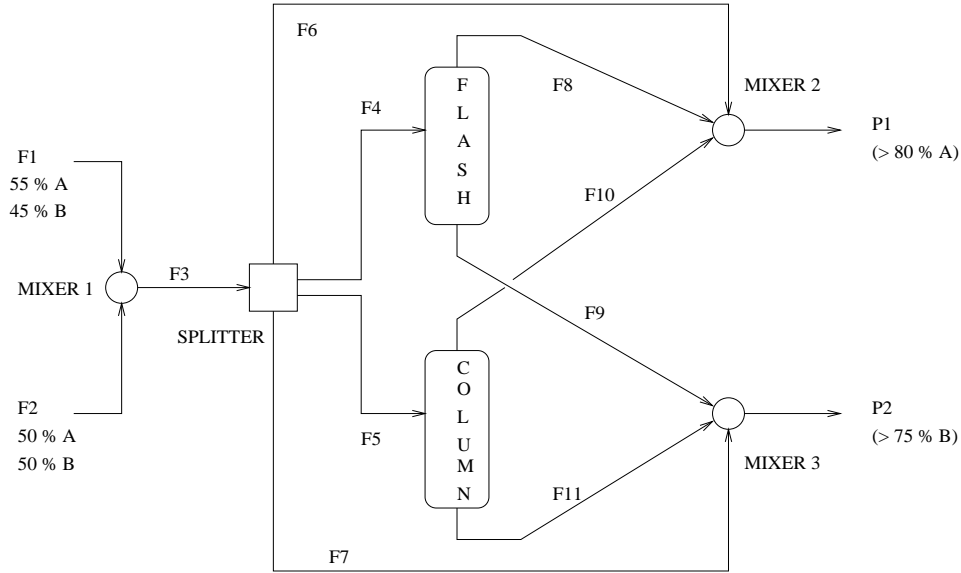 F6
F4
F
L
A
S
H
F8
MIXER 2
P1
(> 80 % A)
F1
55 % A
45 % B
F10
MIXER 1
F3
SPLITTER
F9
F2
50 % A
50 % B
F5
C
O
L
U
M
N
F11
P2
(> 75 % B)
MIXER 3
F7